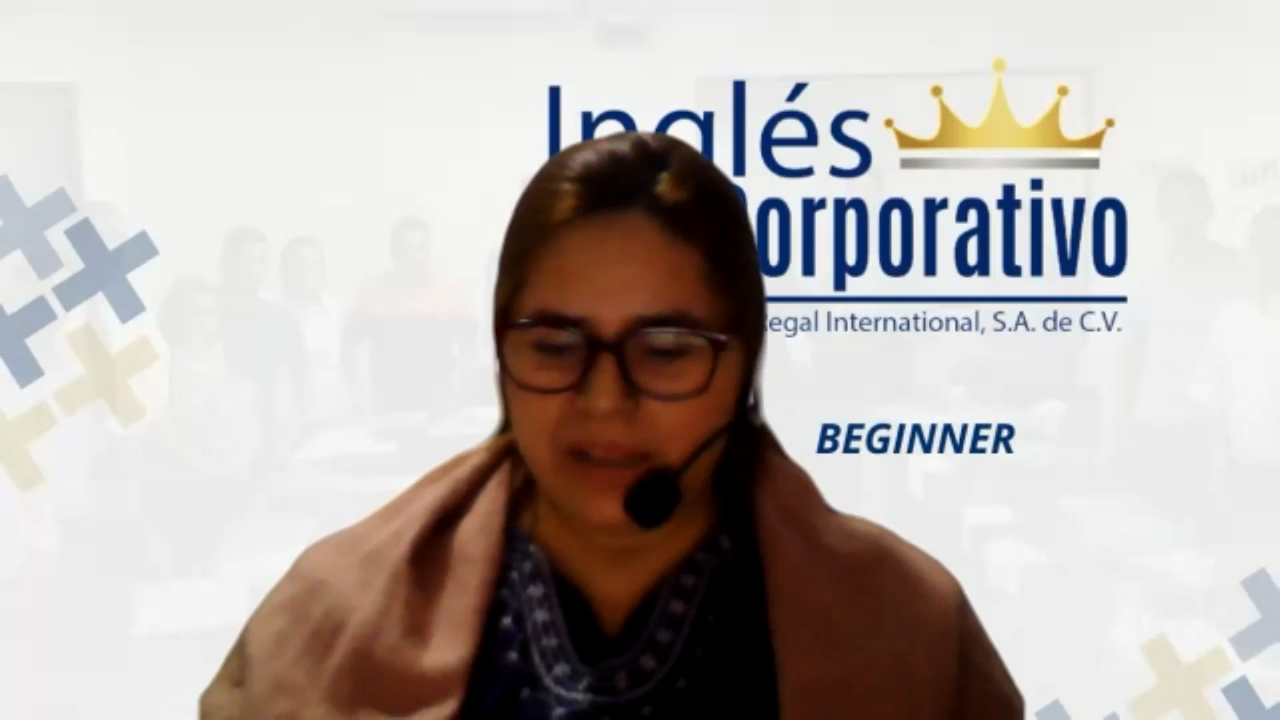 Inglés
orporativo
egal International, S.A. de C.V.
BEGINNER